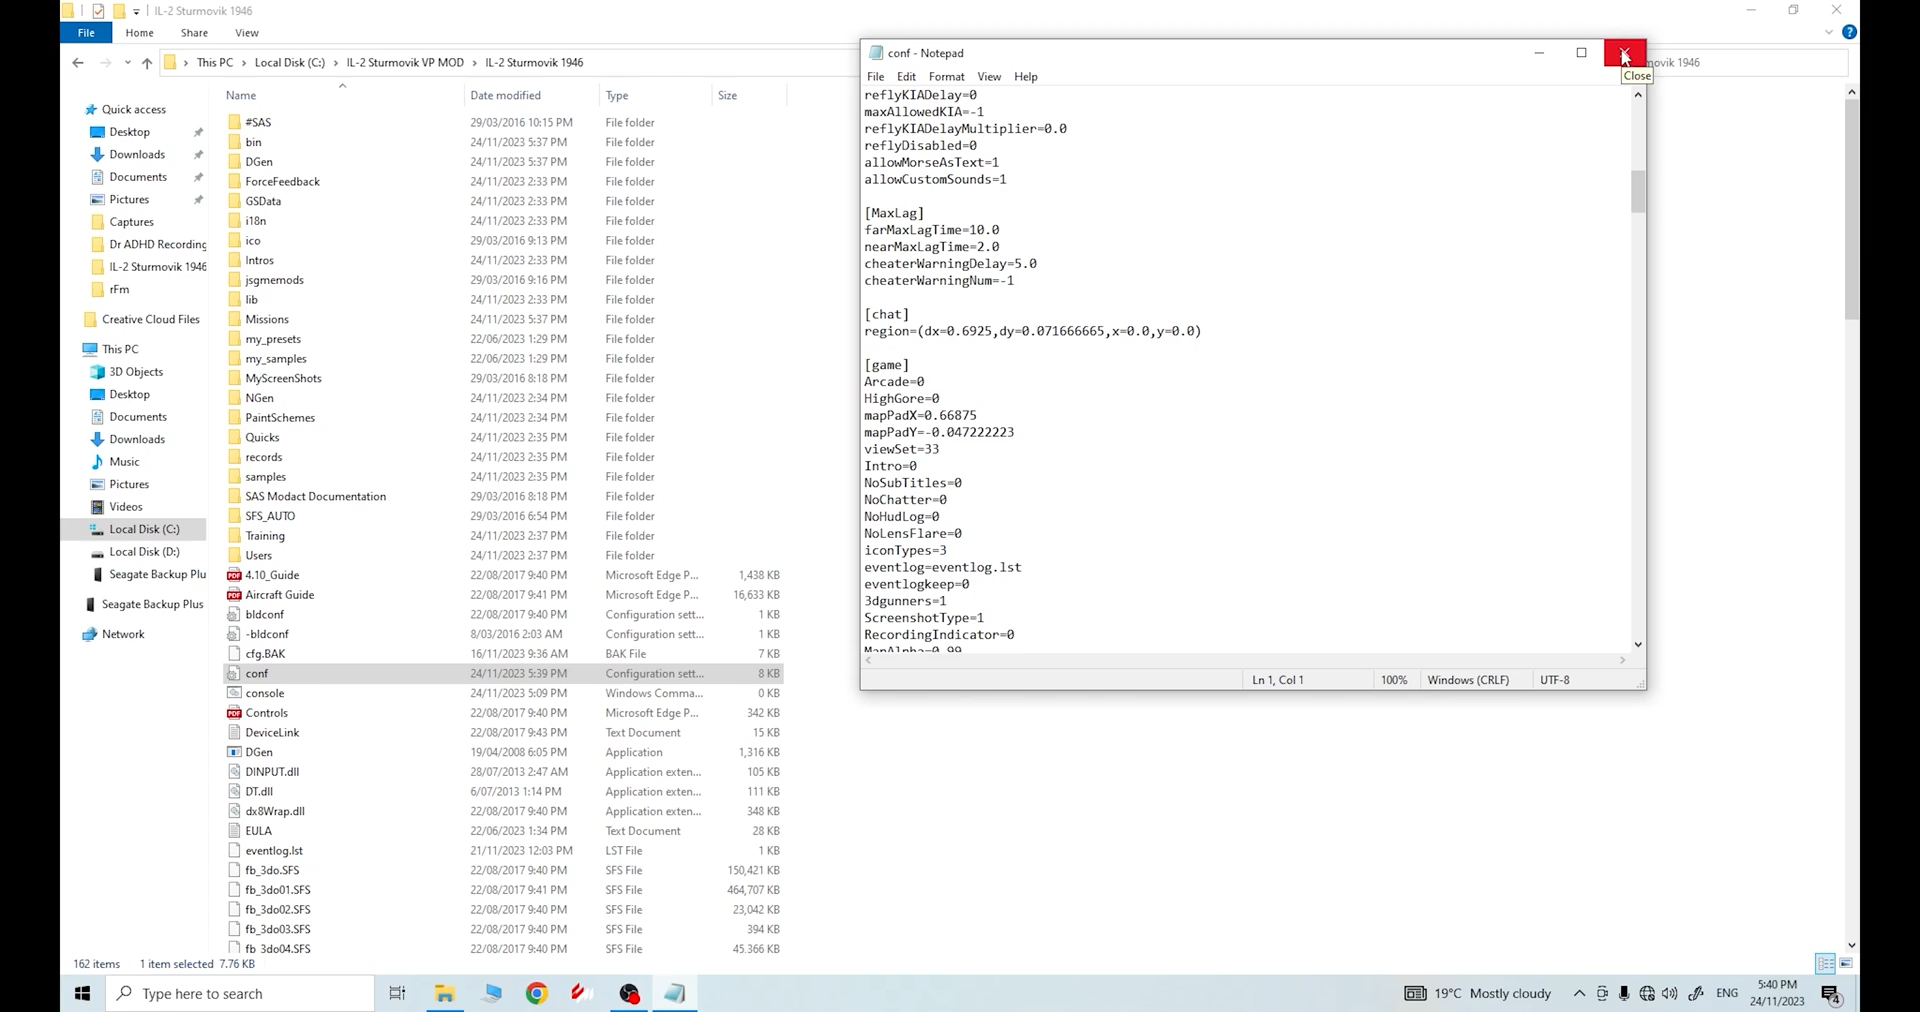 IL-2 Sturmovik 1946
File Home Share View
This PC > Local Disk (C:) > IL-2 Sturmovik VP MOD > IL-2 Sturmovik 1946
Quick access
Desktop
Downloads
Documents
Pictures
Captures
Dr ADHD Recording
IL-2 Sturmovik 1946
rFm
Creative Cloud Files
This PC
3D Objects
Desktop
Documents
Downloads
Music
Pictures
Videos
Local Disk (C:)
Local Disk (D:)
Seagate Backup Plu
Seagate Backup Plus
Network
Name Date modified Type Size
#SAS 29/03/2016 10:15 PM File folder
bin 24/11/2023 5:37 PM File folder
DGen 24/11/2023 5:37 PM File folder
ForceFeedback 24/11/2023 2:33 PM File folder
GSData 24/11/2023 2:33 PM File folder
i18n 24/11/2023 2:33 PM File folder
ico 29/03/2016 9:13 PM File folder
Intros 24/11/2023 2:33 PM File folder
jsgmemods 29/03/2016 9:16 PM File folder
lib 24/11/2023 2:33 PM File folder
Missions 24/11/2023 5:37 PM File folder
my_presets 22/06/2023 1:29 PM File folder
my_samples 22/06/2023 1:29 PM File folder
MyScreenShots 29/03/2016 8:18 PM File folder
NGen 24/11/2023 2:34 PM File folder
PaintSchemes 24/11/2023 2:34 PM File folder
Quicks 24/11/2023 2:35 PM File folder
records 24/11/2023 2:35 PM File folder
samples 24/11/2023 2:35 PM File folder
SAS Modact Documentation 29/03/2016 8:18 PM File folder
SFS_AUTO 29/03/2016 6:54 PM File folder
Training 24/11/2023 2:37 PM File folder
Users 24/11/2023 2:37 PM File folder
4.10_Guide 22/08/2017 9:40 PM Microsoft Edge P... 1,438 KB
Aircraft Guide 22/08/2017 9:41 PM Microsoft Edge P... 16,633 KB
bldconf 22/08/2017 9:40 PM Configuration sett... 1 KB
-bldconf 8/03/2016 2:03 AM Configuration sett... 1 KB
cfg.BAK 16/11/2023 9:36 AM BAK File 7 KB
conf 24/11/2023 5:39 PM Configuration sett... 8 KB
console 24/11/2023 5:09 PM Windows Comma... 0 KB
Controls 22/08/2017 9:40 PM Microsoft Edge P... 342 KB
DeviceLink 22/08/2017 9:43 PM Text Document 15 KB
DGen 19/04/2008 6:05 PM Application 1,316 KB
DINPUT.dll 28/07/2013 2:47 AM Application exten... 105 KB
DT.dll 6/07/2013 1:14 PM Application exten... 111 KB
dx8Wrap.dll 22/08/2017 9:40 PM Application exten... 348 KB
EULA 22/06/2023 1:34 PM Text Document 28 KB
eventlog.lst 21/11/2023 12:03 PM LST File 1 KB
fb_3do.SFS 22/08/2017 9:40 PM SFS File 150,421 KB
fb_3do01.SFS 22/08/2017 9:41 PM SFS File 464,707 KB
fb_3do02.SFS 22/08/2017 9:40 PM SFS File 23,042 KB
fb_3do03.SFS 22/08/2017 9:40 PM SFS File 394 KB
fb_3do04.SFS 22/08/2017 9:40 PM SFS File 45,366 KB
162 items 1 item selected 7.76 KB
conf - Notepad
Close
movik 1946
File Edit Format View Help
reflyKIADelay=0
maxAllowedKIA=-1
reflyKIADelayMultiplier=0.0
reflyDisabled=0
allowMorseAsText=1
allowCustomSounds=1
[MaxLag]
farMaxLagTime=10.0
nearMaxLagTime=2.0
cheaterWarningDelay=5.0
cheaterWarningNum=-1
[chat]
region=(dx=0.6925,dy=0.071666665,x=0.0,y=0.0)
[game]
Arcade=0
HighGore=0
mapPadX=0.66875
mapPadY=-0.047222223
viewSet=33
Intro=0
NoSubTitles=0
NoChatter=0
NoHudLog=0
NoLensFlare=0
iconTypes=3
eventlog=eventlog.lst
eventlogkeep=0
3dgunners=1
ScreenshotType=1
RecordingIndicator=0
MapAlpha=0.99
Ln 1, Col 1 100% Windows (CRLF) UTF-8
Type here to search
19°C Mostly cloudy ENG 5:40 PM
24/11/2023
4